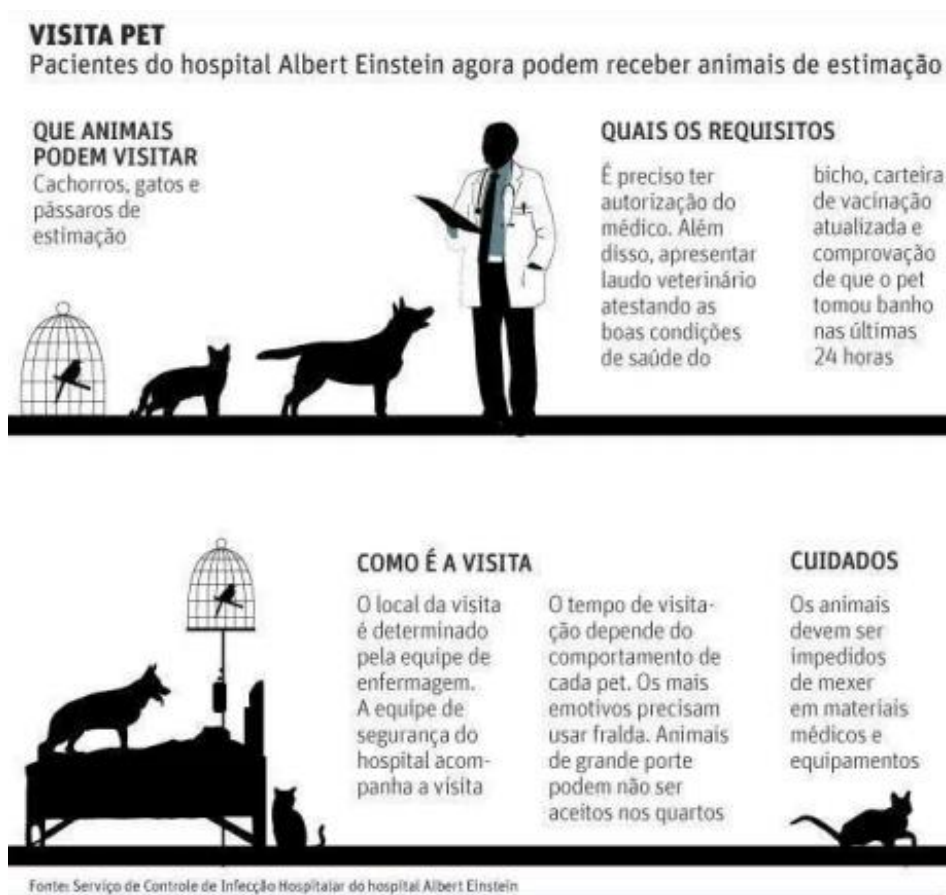 VISITA PET
Pacientes do hospital Albert Einstein agora podem receber animais de estimação
QUE ANIMAIS
PODEM VISITAR
Cachorros, gatos e
pássaros de
estimação
QUAIS OS REQUISITOS
É preciso ter
autorização do
médico. Além
disso, apresentar
laudo veterinário
atestando as
boas condições
de saúde do
bicho, carteira
de vacinação
atualizada e
comprovação
de que o pet
tomou banho
nas últimas
24 horas
COMO É A VISITA
O local da visita
é determinado
pela equipe de
enfermagem.
A equipe de
segurança do
hospital acom-
panha a visita
O tempo de visita-
ção depende do
comportamento de
cada pet. Os mais
emotivos precisam
usar fralda. Animais
de grande porte
podem não ser
aceitos nos quartos
CUIDADOS
Os animais
devem ser
impedidos
de mexer
em materiais
médicos e
equipamentos
Fonte: Serviço de Controle de Infecção Hospitalar do hospital Albert Einstein